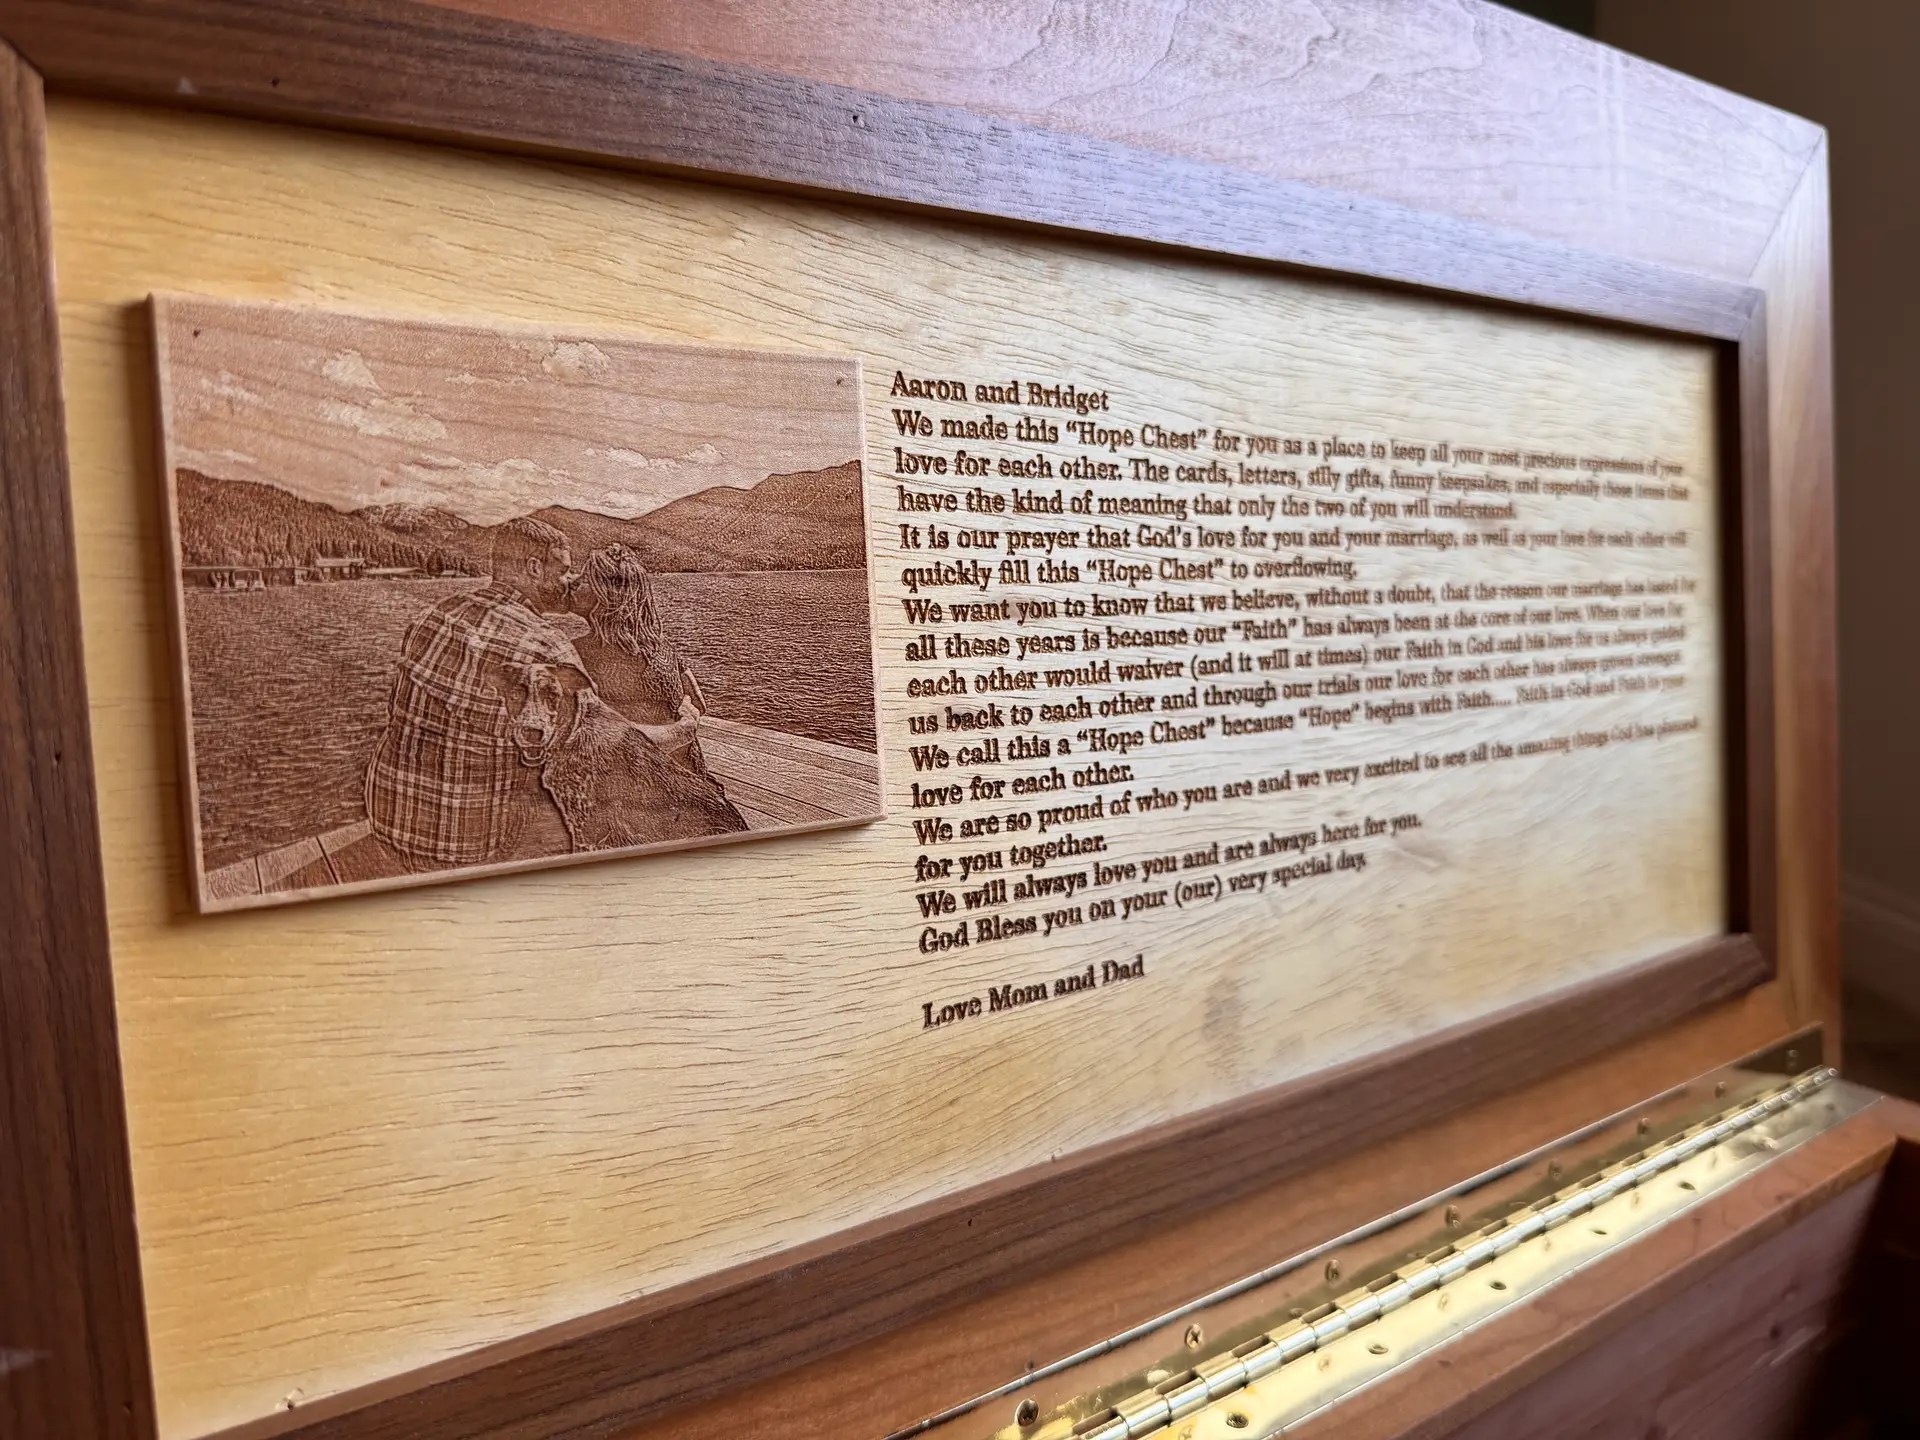 Aaron and Bridget
We made this “Hope Chest” for you as a place to keep all your most precious expressions of your
love for each other. The cards, letters, silly gifts, funny keepsakes, and especially those items that
have the kind of meaning that only the two of you will understand.
It is our prayer that God's love for you and your marriage, as well as your love for each other will
quickly fill this “Hope Chest” to overflowing.
We want you to know that we believe, without a doubt, that the reason our marriage has lasted for
all these years is because our “Faith” has always been at the core of our love. When our love for
each other would waiver (and it will at times) our Faith in God and his love for us always guided
us back to each other and through our trials our love for each other has always grown stronger.
We call this a “Hope Chest” because “Hope” begins with Faith..... Faith in God and Faith in your
love for each other.
We are so proud of who you are and we very excited to see all the amazing things God has planned
for you together.
We will always love you and are always here for you.
God Bless you on your (our) very special day.
Love Mom and Dad